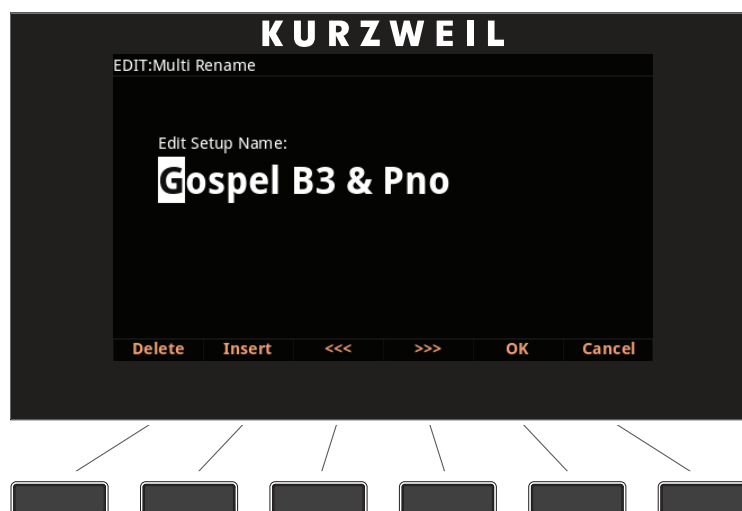 KURZWEIL
EDIT:Multi Rename
Edit Setup Name:
Gospel B3 & Pno
Delete Insert <<< >>> OK Cancel